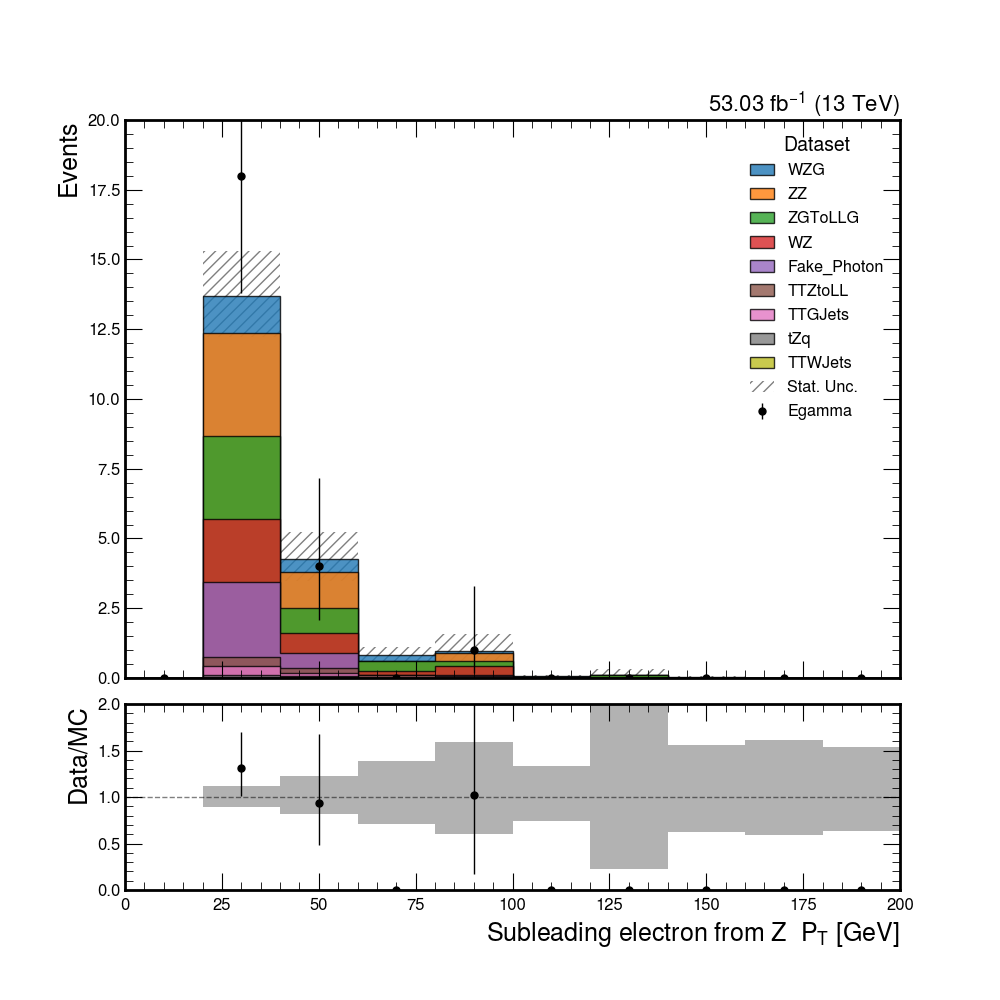 53.03 fb⁻¹ (13 TeV)
Events
20.0
17.5
15.0
12.5
10.0
7.5
5.0
2.5
0.0
Dataset
WZG
ZZ
ZGToLLG
WZ
Fake_Photon
TTZtoLL
TTGJets
tZq
TTWJets
Stat. Unc.
Egamma
Data/MC
2.0
1.5
1.0
0.5
0.0
0 25 50 75 100 125 150 175 200
Subleading electron from Z P_T [GeV]